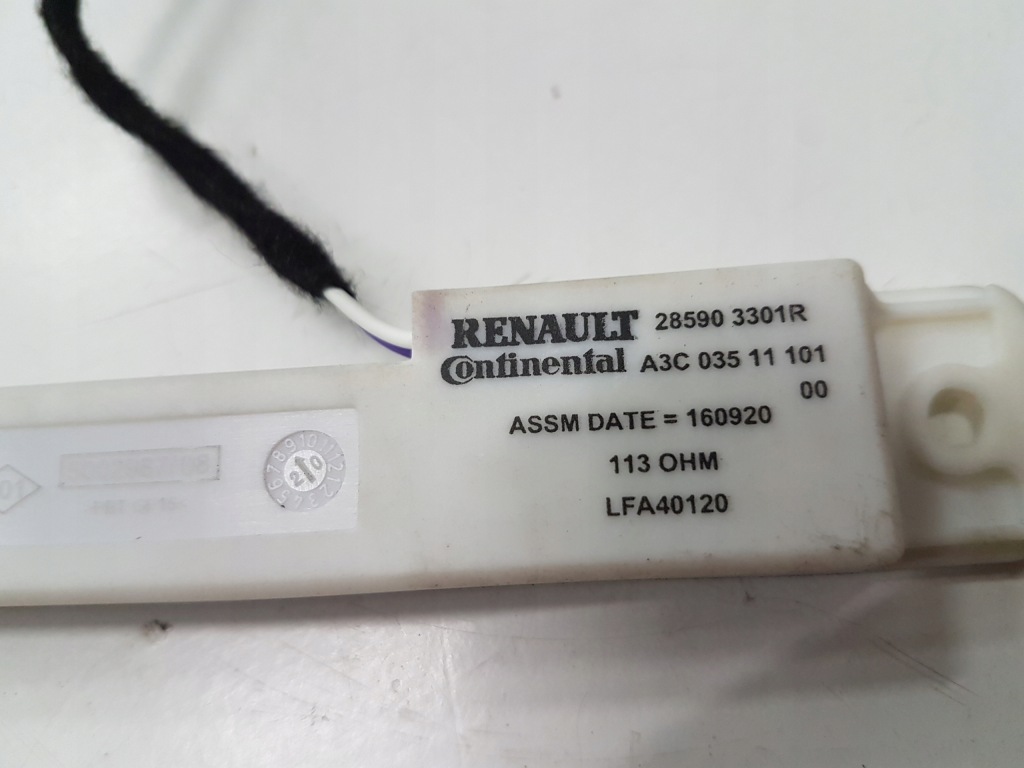 RENAULT 28590 3301R
Continental A3C 035 11 101
00
ASSM DATE = 160920
113 OHM
LFA40120